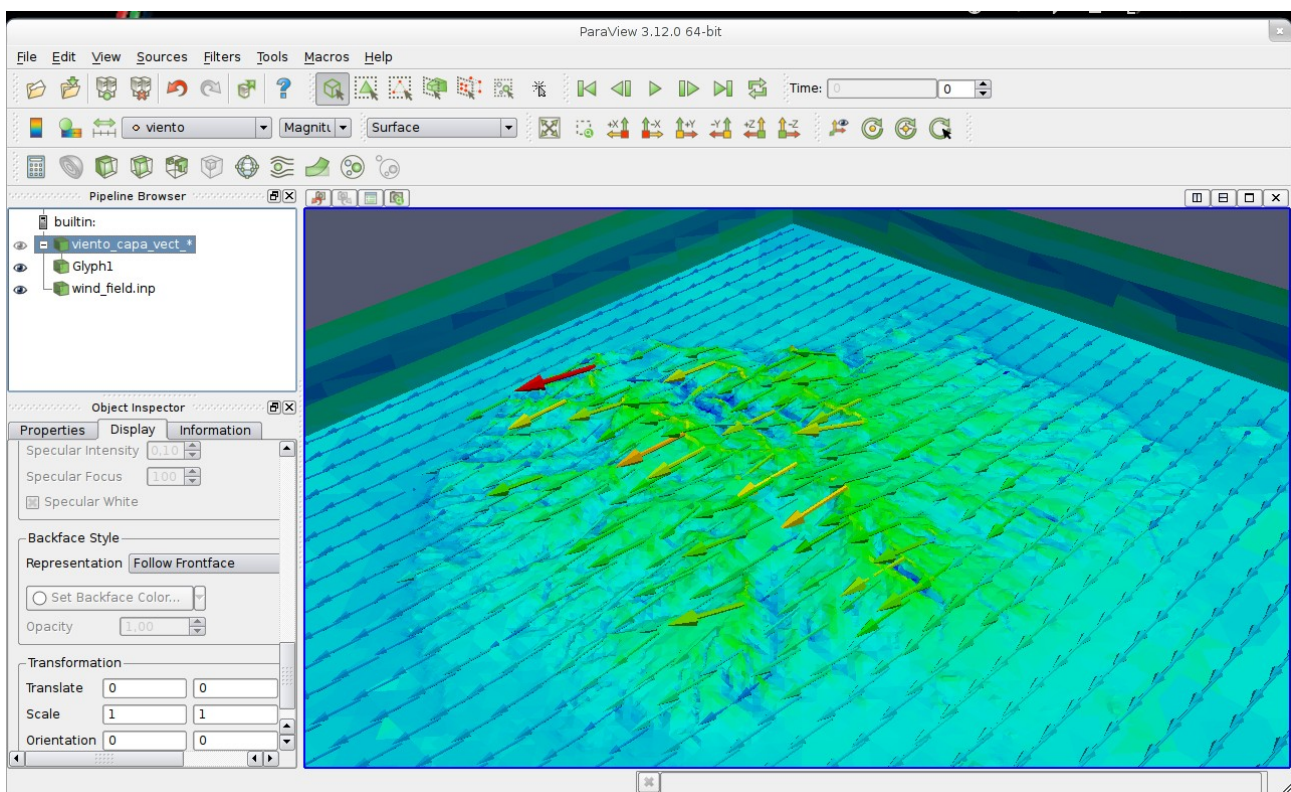 ParaView 3.12.0 64-bit
File Edit View Sources Filters Tools Macros Help
Time: 0 0
viento Magnitu Surface +X -X +Y -Y +Z -Z
Pipeline Browser
builtin:
viento_capa_vect_*
Glyph1
wind_field.inp
Object Inspector
Properties Display Information
Specular Intensity 0,10
Specular Focus 100
Specular White
Backface Style
Representation Follow Frontface
Set Backface Color...
Opacity 1,00
Transformation
Translate 0 0
Scale 1 1
Orientation 0 0